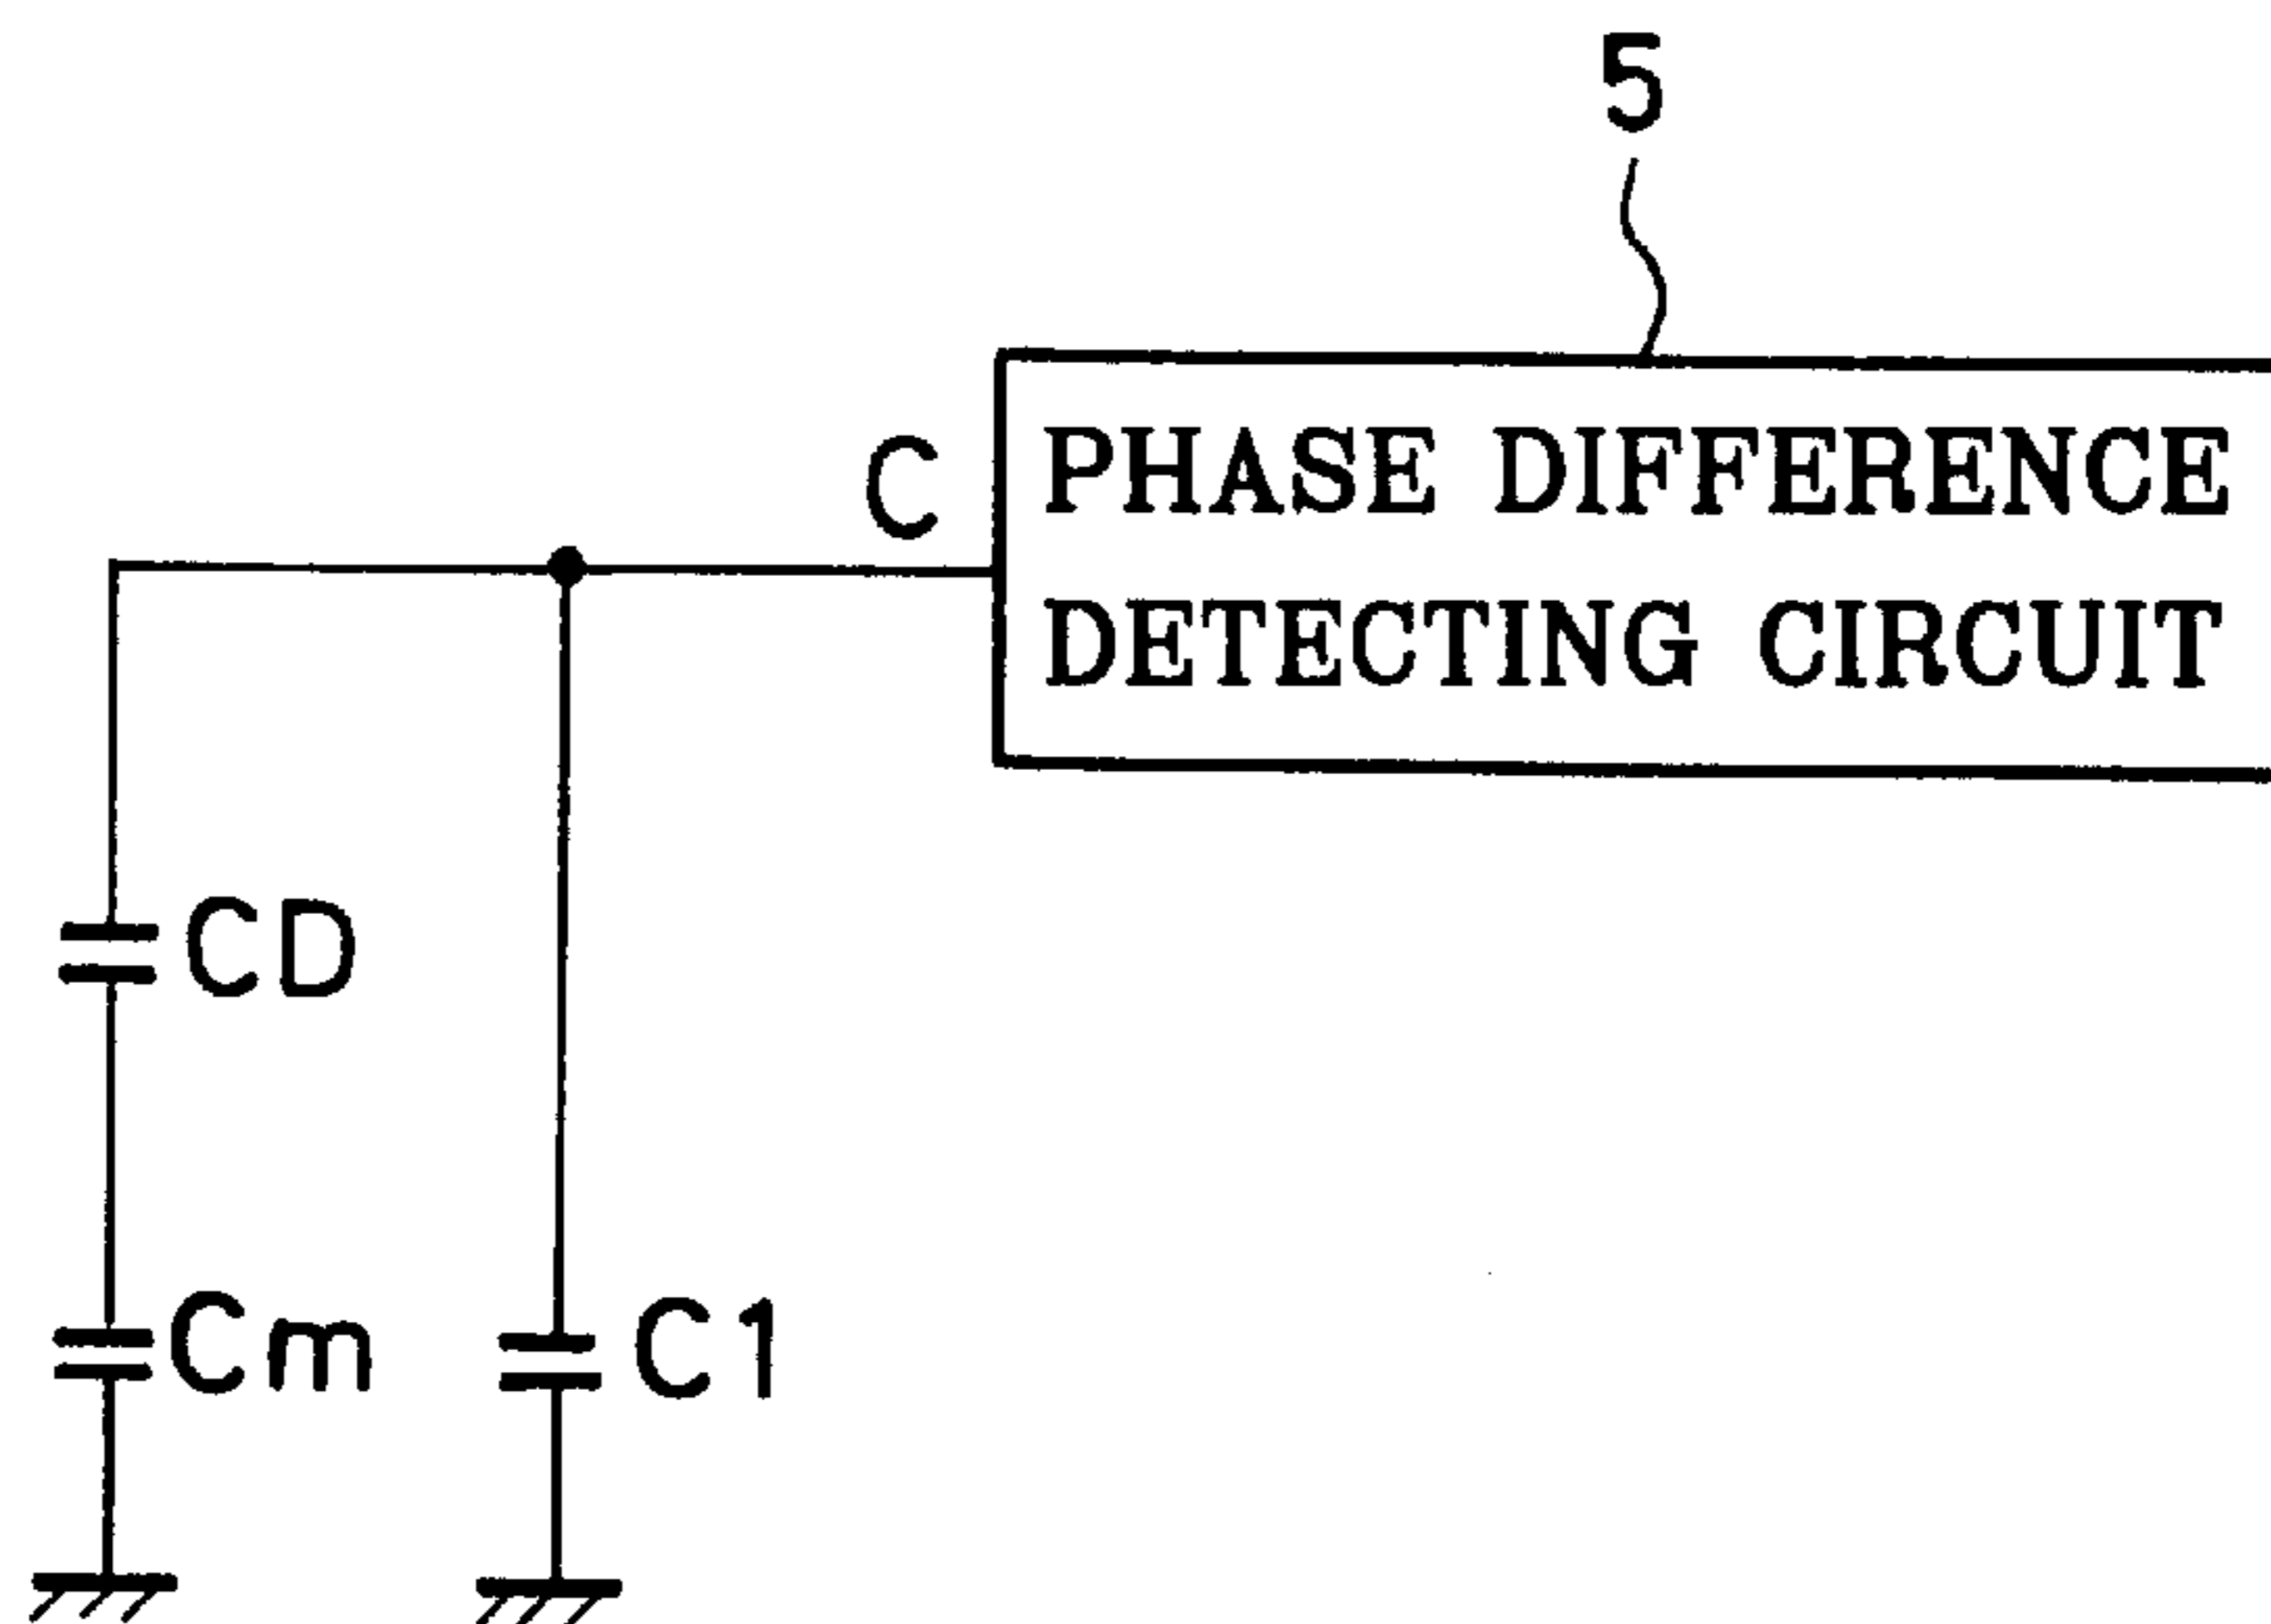 5
C
PHASE DIFFERENCE
DETECTING CIRCUIT
CD
Cm
C1